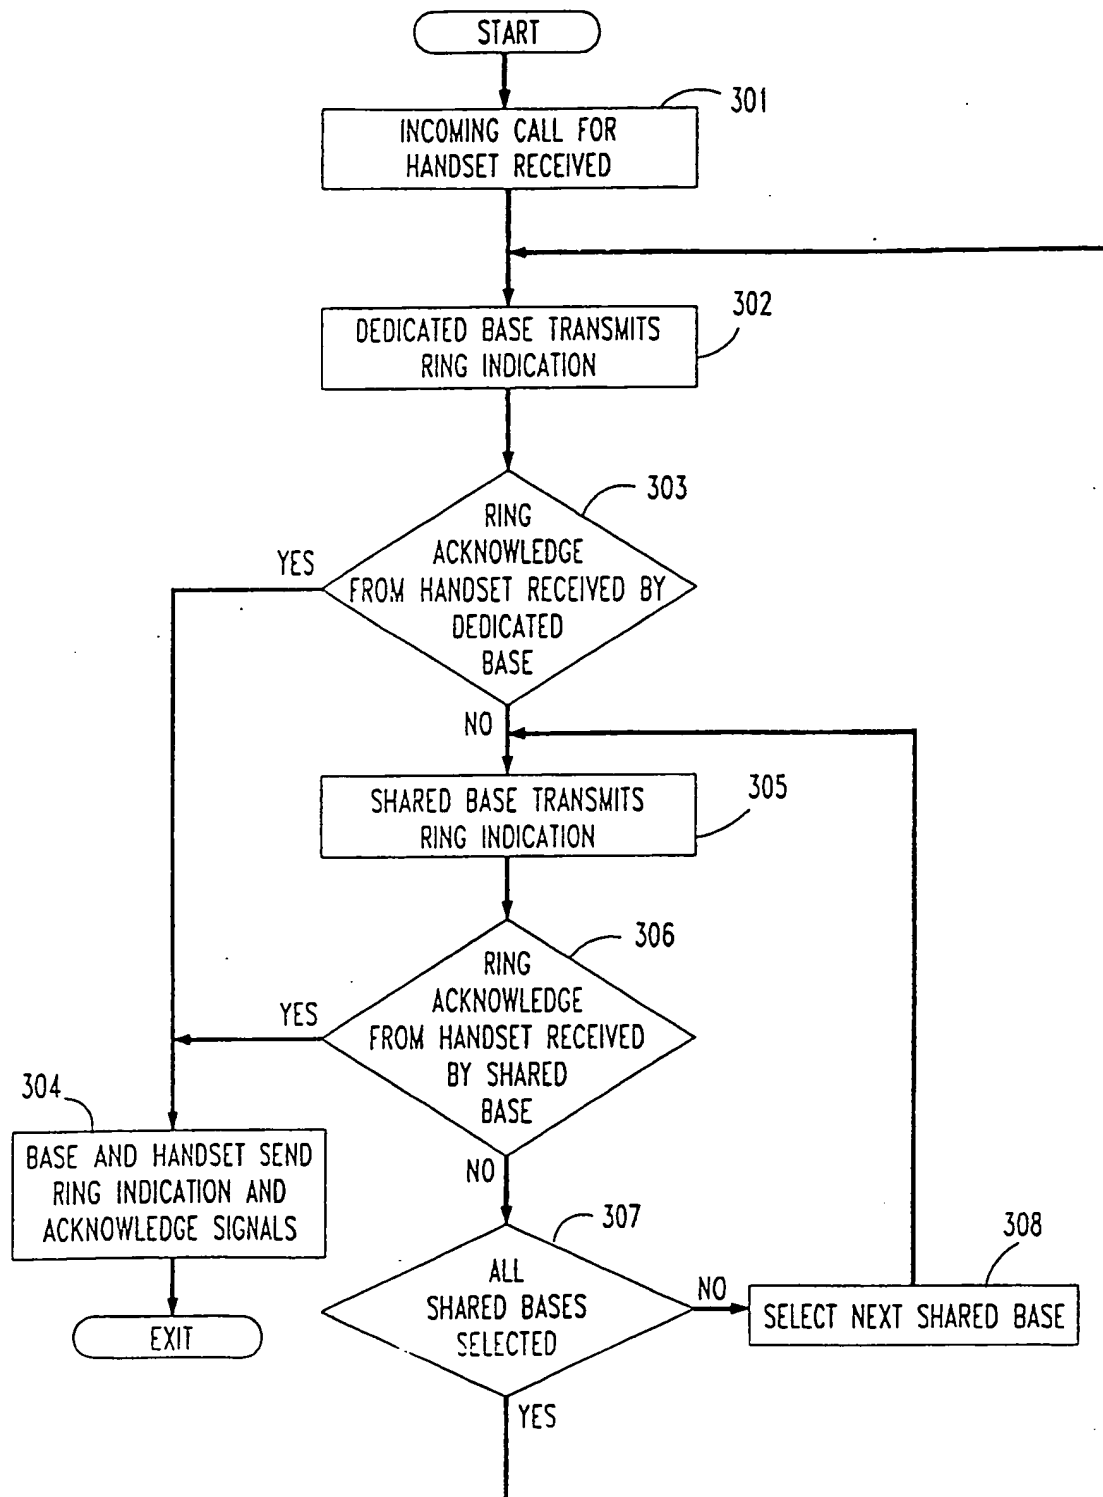 START
301
INCOMING CALL FOR
HANDSET RECEIVED
302
DEDICATED BASE TRANSMITS
RING INDICATION
303
RING
ACKNOWLEDGE
FROM HANDSET RECEIVED BY
DEDICATED
BASE
YES
NO
305
SHARED BASE TRANSMITS
RING INDICATION
306
RING
ACKNOWLEDGE
FROM HANDSET RECEIVED
BY SHARED
BASE
YES
304
BASE AND HANDSET SEND
RING INDICATION AND
ACKNOWLEDGE SIGNALS
EXIT
NO
307
ALL
SHARED BASES
SELECTED
NO
308
SELECT NEXT SHARED BASE
YES